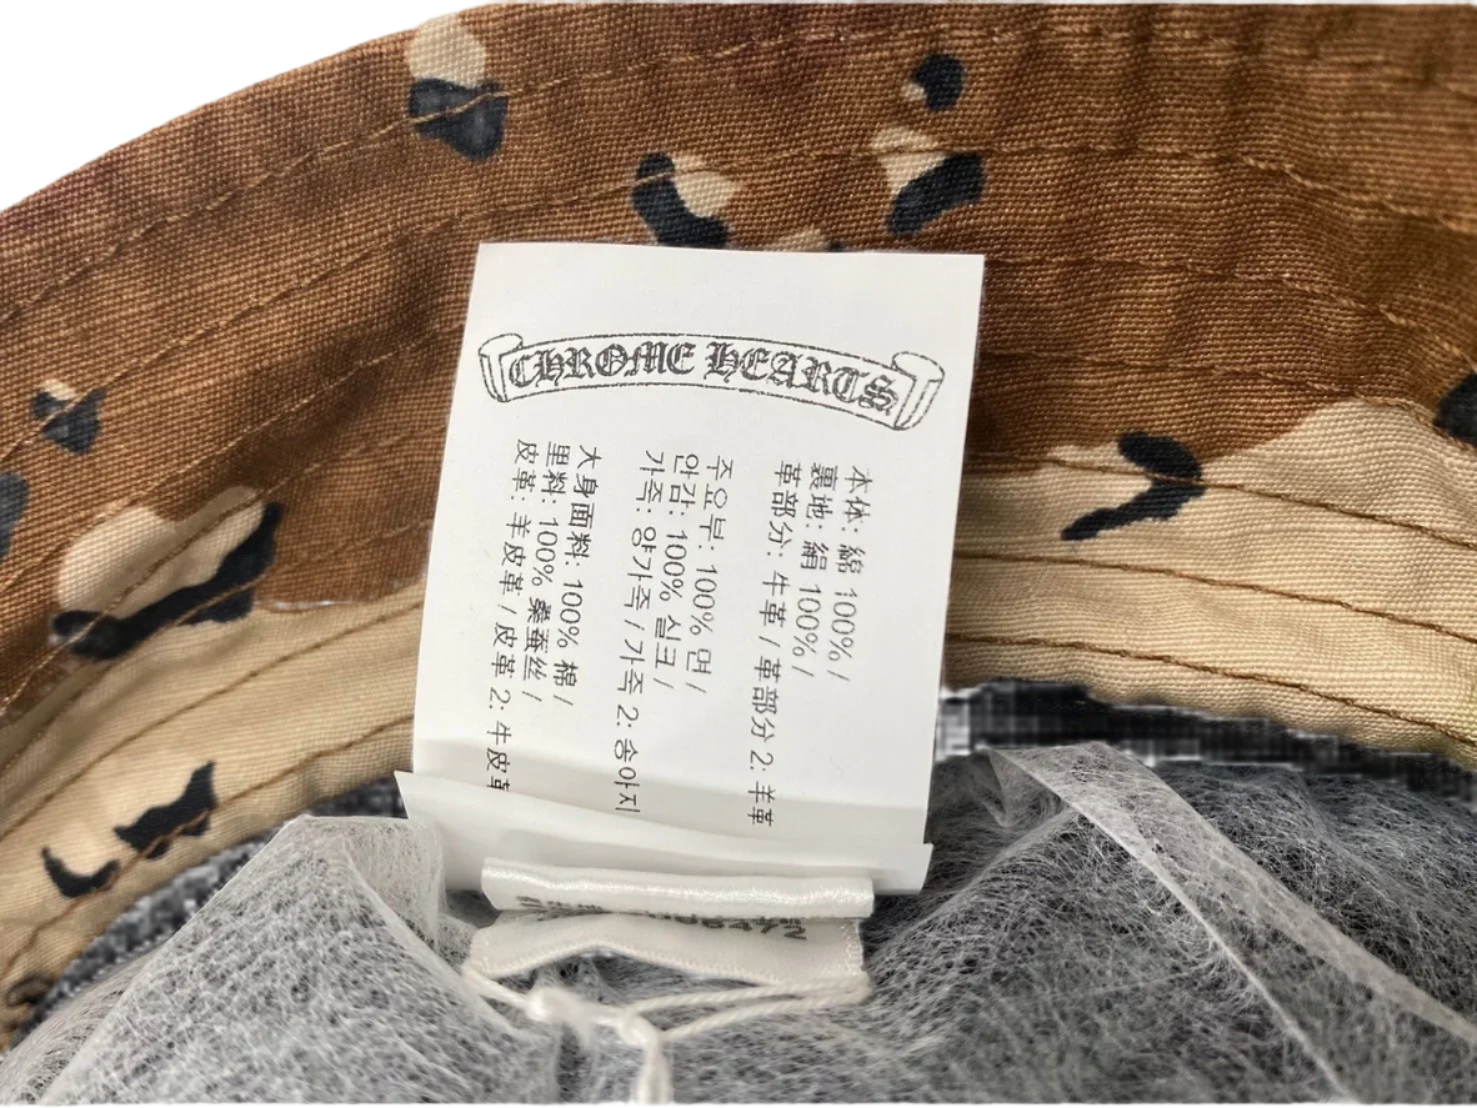 CHROME HEARTS
本体: 綿 100% /
裏地: 絹 100% /
革部分: 牛革 / 革部分 2: 羊革
주요부: 100% 면 /
안감: 100% 실크 /
가죽: 양가죽 / 가죽 2: 송아지
大身面料: 100% 棉 /
里料: 100% 桑蚕丝 /
皮革: 羊皮革 / 皮革 2: 牛皮革